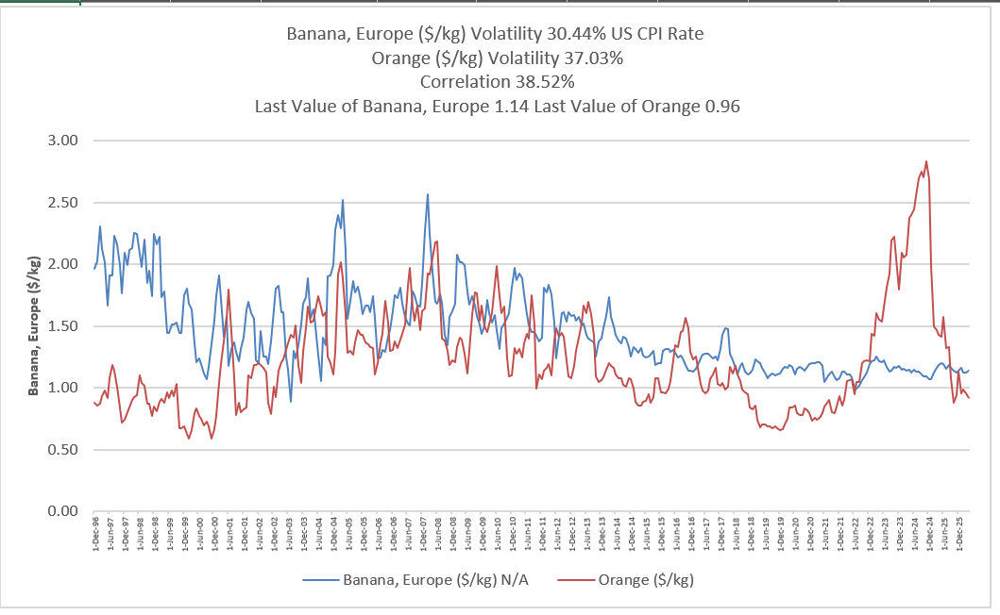 Banana, Europe ($/kg) Volatility 30.44% US CPI Rate
Orange ($/kg) Volatility 37.03%
Correlation 38.52%
Last Value of Banana, Europe 1.14 Last Value of Orange 0.96
3.00
2.50
2.00
1.50
1.00
0.50
0.00
Banana, Europe ($/kg)
1-Dec-96
1-Jun-97
1-Dec-97
1-Jun-98
1-Dec-98
1-Jun-99
1-Dec-99
1-Jun-00
1-Dec-00
1-Jun-01
1-Dec-01
1-Jun-02
1-Dec-02
1-Jun-03
1-Dec-03
1-Jun-04
1-Dec-04
1-Jun-05
1-Dec-05
1-Jun-06
1-Dec-06
1-Jun-07
1-Dec-07
1-Jun-08
1-Dec-08
1-Jun-09
1-Dec-09
1-Jun-10
1-Dec-10
1-Jun-11
1-Dec-11
1-Jun-12
1-Dec-12
1-Jun-13
1-Dec-13
1-Jun-14
1-Dec-14
1-Jun-15
1-Dec-15
1-Jun-16
1-Dec-16
1-Jun-17
1-Dec-17
1-Jun-18
1-Dec-18
1-Jun-19
1-Dec-19
1-Jun-20
1-Dec-20
1-Jun-21
1-Dec-21
1-Jun-22
1-Dec-22
1-Jun-23
1-Dec-23
1-Jun-24
1-Dec-24
1-Jun-25
1-Dec-25
Banana, Europe ($/kg) N/A
Orange ($/kg)